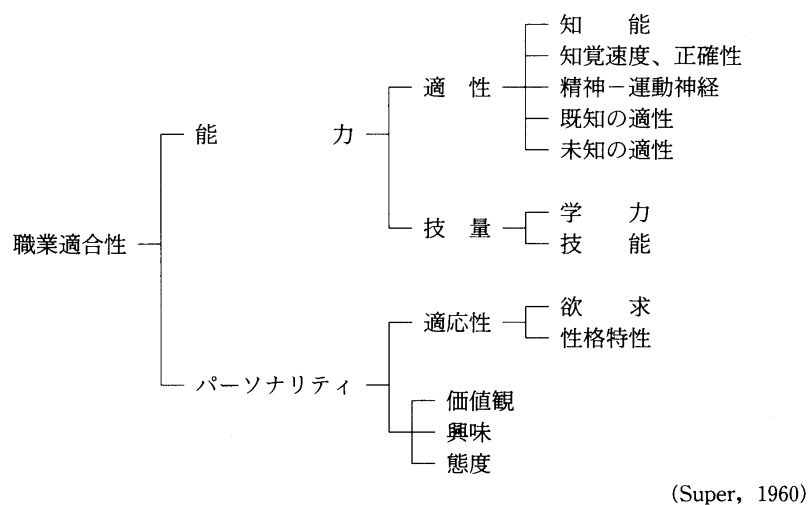 知　能
知覚速度、正確性
適　性
精神－運動神経
既知の適性
能　力
未知の適性
学　力
技　量
技　能
職業適合性
欲　求
適応性
性格特性
パーソナリティ
価値観
興味
態度
(Super, 1960)